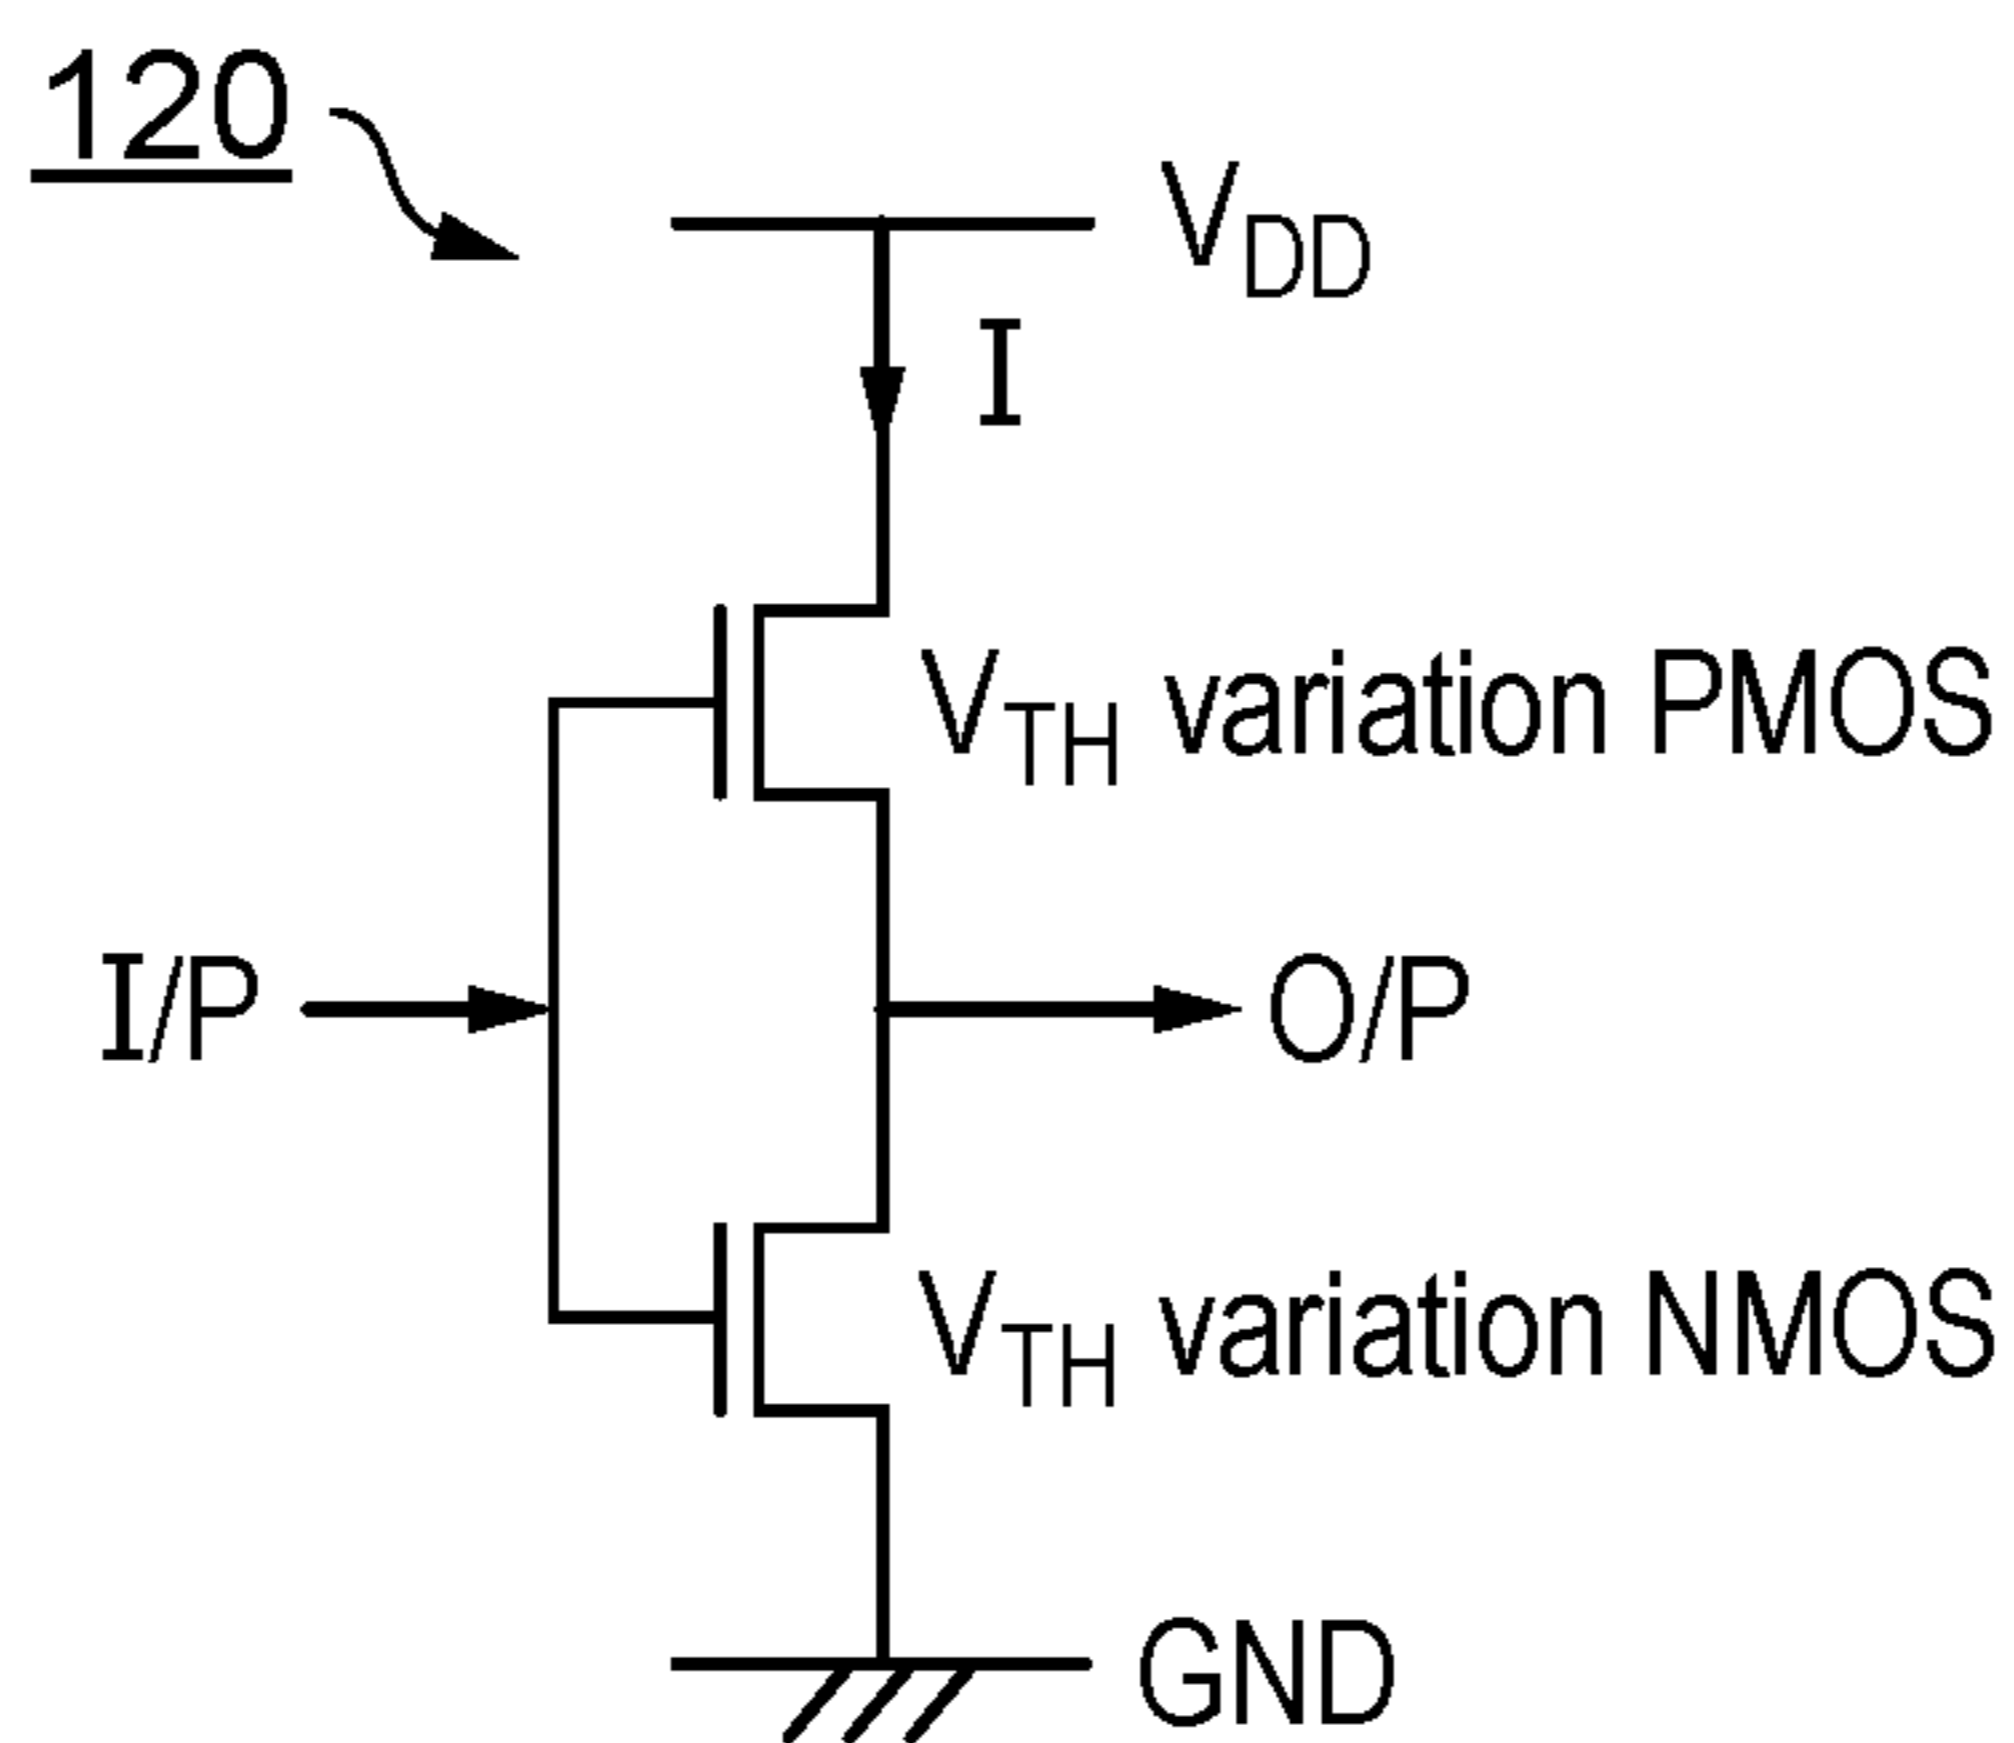 120
VDD
I
VTH variation PMOS
I/P
O/P
VTH variation NMOS
GND